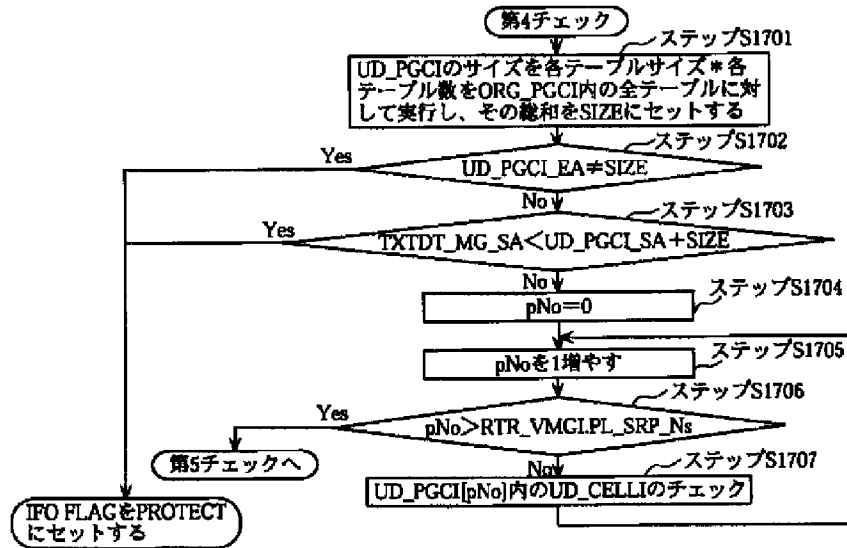 第4チェック
ステップS1701
UD_PGCIのサイズを各テーブルサイズ*各
テーブル数をORG_PGCI内の全テーブルに対
して実行し、その総和をSIZEにセットする
ステップS1702
Yes
UD_PGCI_EA≠SIZE
No
ステップS1703
Yes
TXTDT_MG_SA<UD_PGCI_SA+SIZE
No
ステップS1704
pNo=0
ステップS1705
pNoを1増やす
ステップS1706
Yes
pNo>RTR_VMGI.PL_SRP_Ns
第5チェックへ
No
ステップS1707
UD_PGCI[pNo]内のUD_CELLIのチェック
IFO FLAGをPROTECT
にセットする